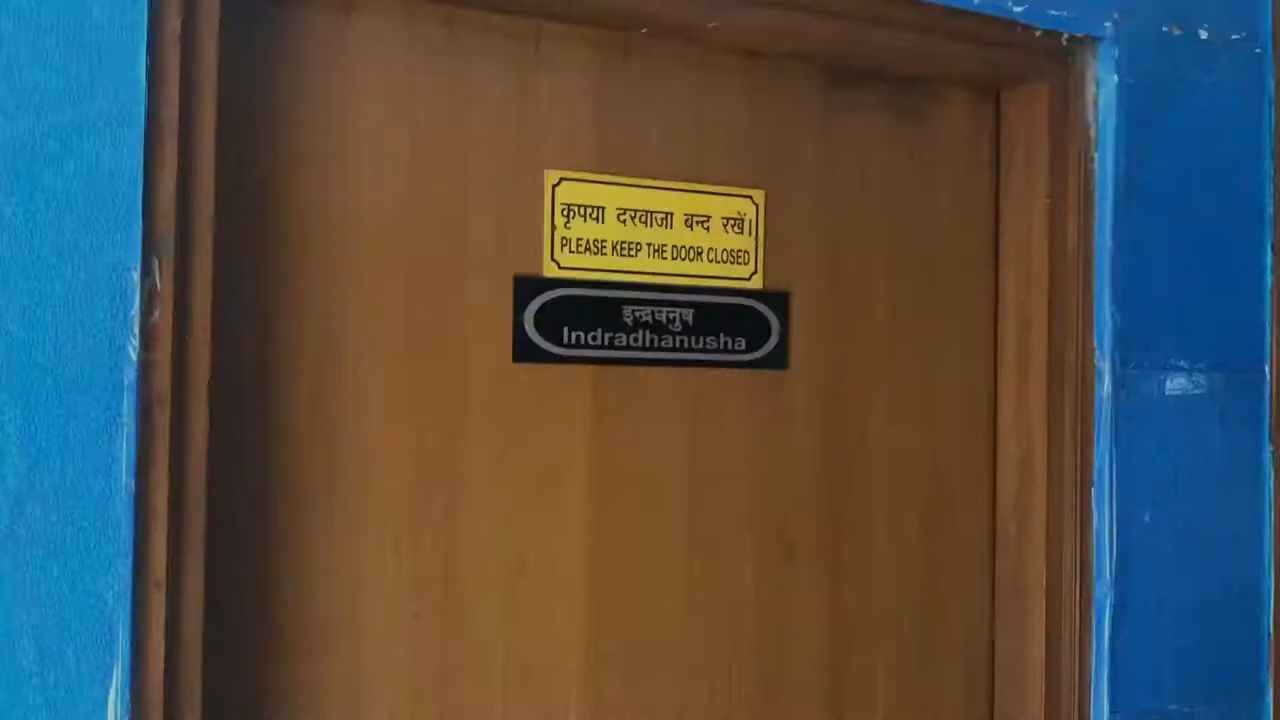 कृपया दरवाजा बन्द रखें।
PLEASE KEEP THE DOOR CLOSED
इन्द्रधनुष
Indradhanusha